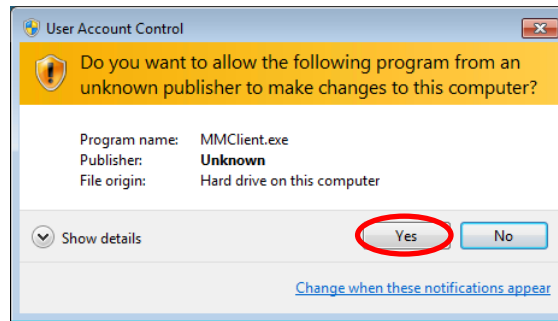 User Account Control
Do you want to allow the following program from an
unknown publisher to make changes to this computer?
Program name: MMClient.exe
Publisher: Unknown
File origin: Hard drive on this computer
Show details Yes No
Change when these notifications appear